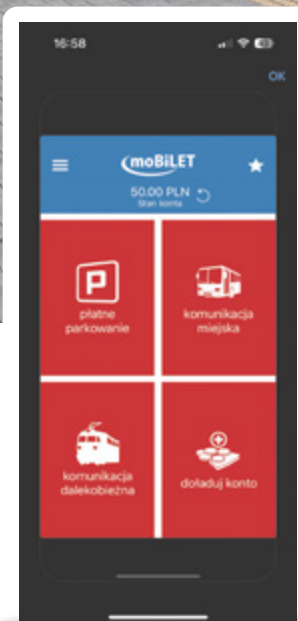 16:58
OK
moBiLET
50.00 PLN
Stan konta
P
płatne
parkowanie
komunikacja
miejska
komunikacja
dalekobieżna
doładuj konto